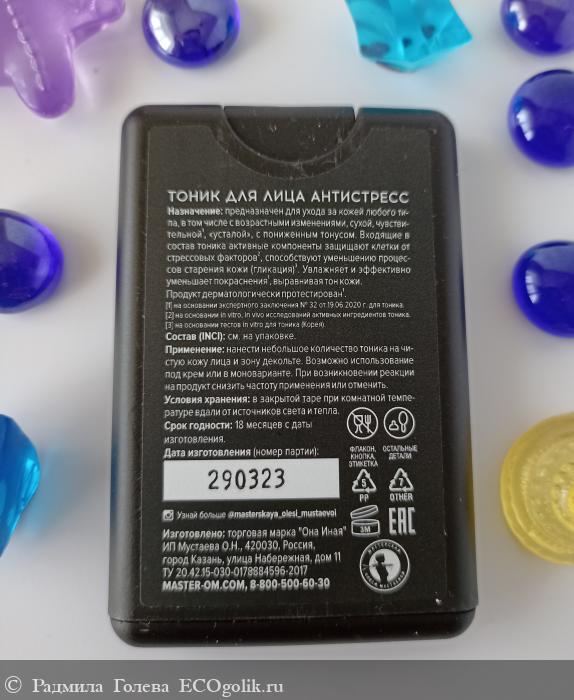 ТОНИК ДЛЯ ЛИЦА АНТИСТРЕСС
Назначение: предназначен для ухода за кожей любого ти-
па, в том числе с возрастными изменениями, сухой, чувстви-
тельной¹, «усталой», с пониженным тонусом. Входящие в
состав тоника активные компоненты защищают клетки от
стрессовых факторов², способствуют уменьшению процес-
сов старения кожи (гликация)³. Увлажняет и эффективно
уменьшает покраснения¹, выравнивая тон кожи.
Продукт дерматологически протестирован¹.
[1] на основании экспертного заключения № 32 от 19.06.2020 г. для тоника.
[2] на основании in vitro, in vivo исследований активных ингредиентов тоника.
[3] на основании тестов in vitro для тоника (Корея).
Состав (INCI): см. на упаковке.
Применение: нанести небольшое количество тоника на чи-
стую кожу лица и зону декольте. Возможно использование
под крем или в моноварианте. При возникновении реакции
на продукт снизить частоту применения или отменить.
Условия хранения: в закрытой таре при комнатной темпе-
ратуре вдали от источников света и тепла.
Срок годности: 18 месяцев с даты
изготовления.
Дата изготовления (номер партии):
290323
ФЛАКОН,
КНОПКА,
ЭТИКЕТКА
ОСТАЛЬНЫЕ
ДЕТАЛИ
5
PP
7
OTHER
3M
EAC
Узнай больше @masterskaya_olesi_mustaevoi
Изготовлено: торговая марка "Она Иная"
ИП Мустаева О.Н., 420030, Россия,
город Казань, улица Набережная, дом 11
ТУ 20.42.15-030-0178884596-2017
MASTER-OM.COM, 8-800-500-60-30
© Радмила Голева ECOgolik.ru